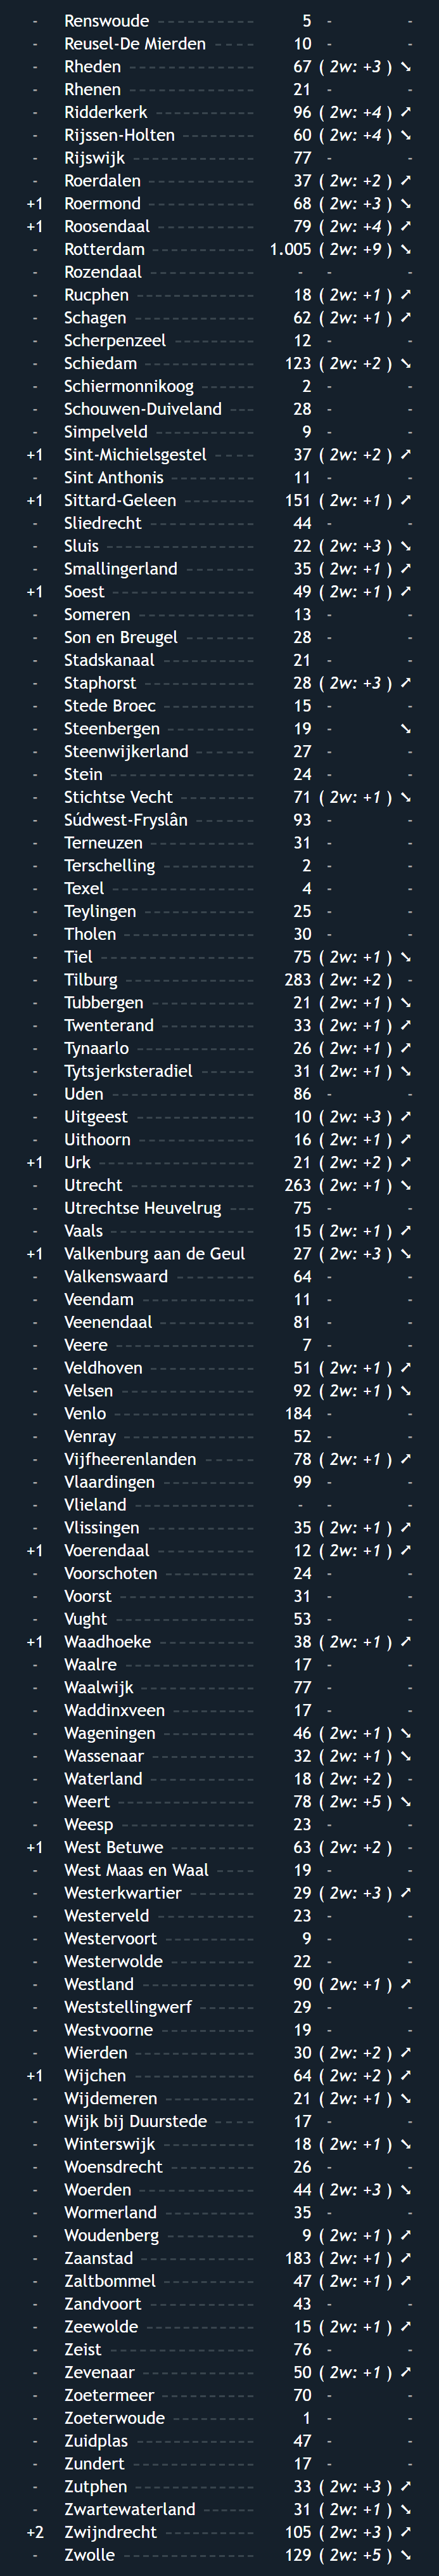 - Renswoude ----------- 5 - -
- Reusel-De Mierden ---- 10 - -
- Rheden ------------- 67 ( 2w: +3 ) ➘
- Rhenen ------------- 21 - -
- Ridderkerk ---------- 96 ( 2w: +4 ) ➚
- Rijssen-Holten -------- 60 ( 2w: +4 ) ➘
- Rijswijk ------------- 77 - -
- Roerdalen ----------- 37 ( 2w: +2 ) ➚
+1 Roermond ----------- 68 ( 2w: +3 ) ➘
+1 Roosendaal ---------- 79 ( 2w: +4 ) ➚
- Rotterdam ----------- 1.005 ( 2w: +9 ) ➘
- Rozendaal ----------- - - -
- Rucphen ------------ 18 ( 2w: +1 ) ➚
- Schagen ------------ 62 ( 2w: +1 ) ➚
- Scherpenzeel --------- 12 - -
- Schiedam ----------- 123 ( 2w: +2 ) ➘
- Schiermonnikoog ----- 2 - -
- Schouwen-Duiveland --- 28 - -
- Simpelveld ---------- 9 - -
+1 Sint-Michielsgestel ---- 37 ( 2w: +2 ) ➚
- Sint Anthonis --------- 11 - -
+1 Sittard-Geleen -------- 151 ( 2w: +1 ) ➚
- Sliedrecht ----------- 44 - -
- Sluis --------------- 22 ( 2w: +3 ) ➘
- Smallingerland -------- 35 ( 2w: +1 ) ➚
+1 Soest --------------- 49 ( 2w: +1 ) ➚
- Someren ------------ 13 - -
- Son en Breugel ------- 28 - -
- Stadskanaal ---------- 21 - -
- Staphorst ----------- 28 ( 2w: +3 ) ➚
- Stede Broec ---------- 15 - -
- Steenbergen --------- 19 ➘
- Steenwijkerland ------- 27 - -
- Stein --------------- 24 - -
- Stichtse Vecht -------- 71 ( 2w: +1 ) ➘
- Súdwest-Fryslân ------- 93 - -
- Terneuzen ----------- 31 - -
- Terschelling ---------- 2 - -
- Texel -------------- 4 - -
- Teylingen ----------- 25 - -
- Tholen ------------- 30 - -
- Tiel ---------------- 75 ( 2w: +1 ) ➘
- Tilburg ------------- 283 ( 2w: +2 ) -
- Tubbergen ----------- 21 ( 2w: +1 ) ➘
- Twenterand ---------- 33 ( 2w: +1 ) ➚
- Tynaarlo ------------ 26 ( 2w: +1 ) ➚
- Tytsjerksteradiel ------ 31 ( 2w: +1 ) ➘
- Uden -------------- 86 - -
- Uitgeest ------------ 10 ( 2w: +3 ) ➚
- Uithoorn ------------ 16 ( 2w: +1 ) ➚
+1 Urk ---------------- 21 ( 2w: +2 ) ➚
- Utrecht ------------- 263 ( 2w: +1 ) ➘
- Utrechtse Heuvelrug --- 75 - -
- Vaals --------------- 15 ( 2w: +1 ) ➚
+1 Valkenburg aan de Geul 27 ( 2w: +3 ) ➘
- Valkenswaard -------- 64 - -
- Veendam ------------ 11 - -
- Veenendaal ---------- 81 - -
- Veere -------------- 7 - -
- Veldhoven ----------- 51 ( 2w: +1 ) ➚
- Velsen ------------- 92 ( 2w: +1 ) ➘
- Venlo -------------- 184 - -
- Venray ------------- 52 - -
- Vijfheerenlanden ------ 78 ( 2w: +1 ) ➚
- Vlaardingen ---------- 99 - -
- Vlieland ------------ - - -
- Vlissingen ----------- 35 ( 2w: +1 ) ➚
+1 Voerendaal ---------- 12 ( 2w: +1 ) ➚
- Voorschoten --------- 24 - -
- Voorst ------------- 31 - -
- Vught -------------- 53 - -
+1 Waadhoeke ---------- 38 ( 2w: +1 ) ➚
- Waalre ------------- 17 - -
- Waalwijk ------------ 77 - -
- Waddinxveen --------- 17 - -
- Wageningen ---------- 46 ( 2w: +1 ) ➘
- Wassenaar ----------- 32 ( 2w: +1 ) ➘
- Waterland ----------- 18 ( 2w: +2 ) -
- Weert -------------- 78 ( 2w: +5 ) ➘
- Weesp ------------- 23 - -
+1 West Betuwe --------- 63 ( 2w: +2 ) -
- West Maas en Waal ---- 19 - -
- Westerkwartier ------- 29 ( 2w: +3 ) ➚
- Westerveld ---------- 23 - -
- Westervoort --------- 9 - -
- Westerwolde --------- 22 - -
- Westland ------------ 90 ( 2w: +1 ) ➚
- Weststellingwerf ------ 29 - -
- Westvoorne ---------- 19 - -
- Wierden ------------ 30 ( 2w: +2 ) ➚
+1 Wijchen ------------ 64 ( 2w: +2 ) ➚
- Wijdemeren --------- 21 ( 2w: +1 ) ➘
- Wijk bij Duurstede ---- 17 - -
- Winterswijk ---------- 18 ( 2w: +1 ) ➘
- Woensdrecht --------- 26 - -
- Woerden ------------ 44 ( 2w: +3 ) ➘
- Wormerland --------- 35 - -
- Woudenberg --------- 9 ( 2w: +1 ) ➚
- Zaanstad ------------ 183 ( 2w: +1 ) ➚
- Zaltbommel ---------- 47 ( 2w: +1 ) ➚
- Zandvoort ----------- 43 - -
- Zeewolde ----------- 15 ( 2w: +1 ) ➚
- Zeist --------------- 76 - -
- Zevenaar ------------ 50 ( 2w: +1 ) ➚
- Zoetermeer ---------- 70 - -
- Zoeterwoude --------- 1 - -
- Zuidplas ------------ 47 - -
- Zundert ------------ 17 - -
- Zutphen ------------ 33 ( 2w: +3 ) ➚
- Zwartewaterland ------ 31 ( 2w: +1 ) ➘
+2 Zwijndrecht ---------- 105 ( 2w: +3 ) ➚
- Zwolle ------------- 129 ( 2w: +5 ) ➘